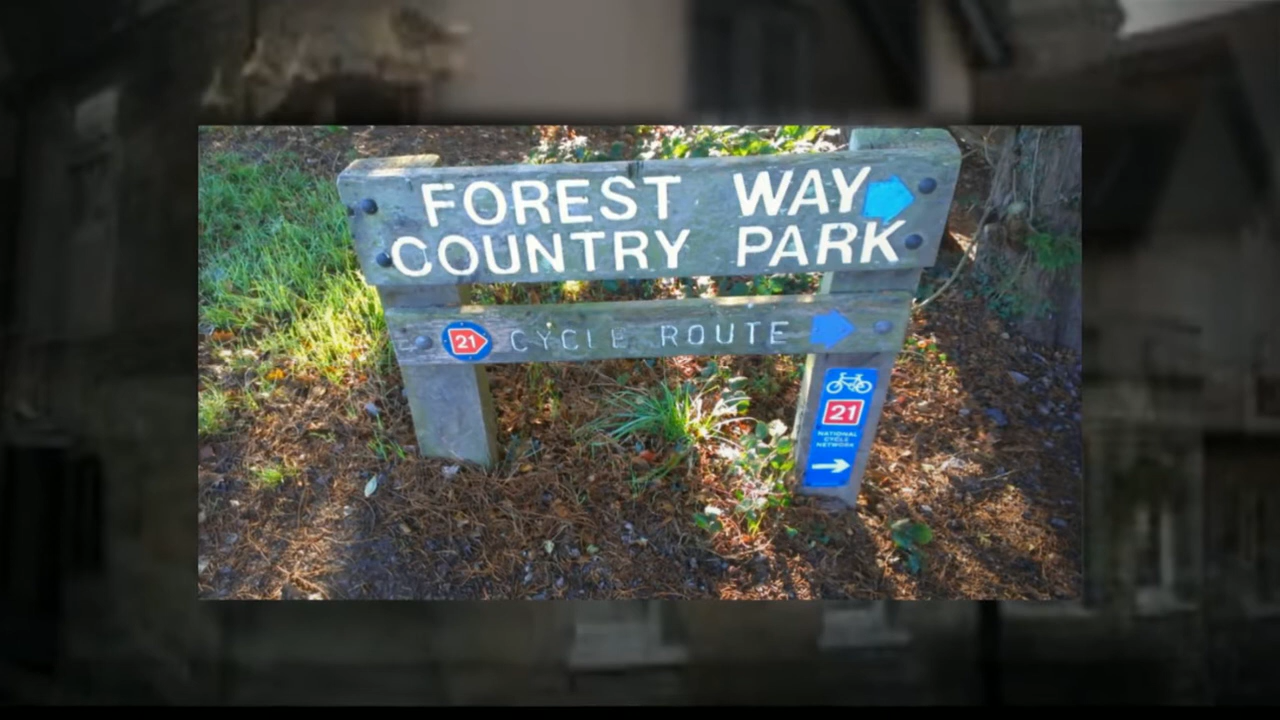 FOREST WAY
COUNTRY PARK
21 CYCLE ROUTE
21
NATIONAL
CYCLE
NETWORK